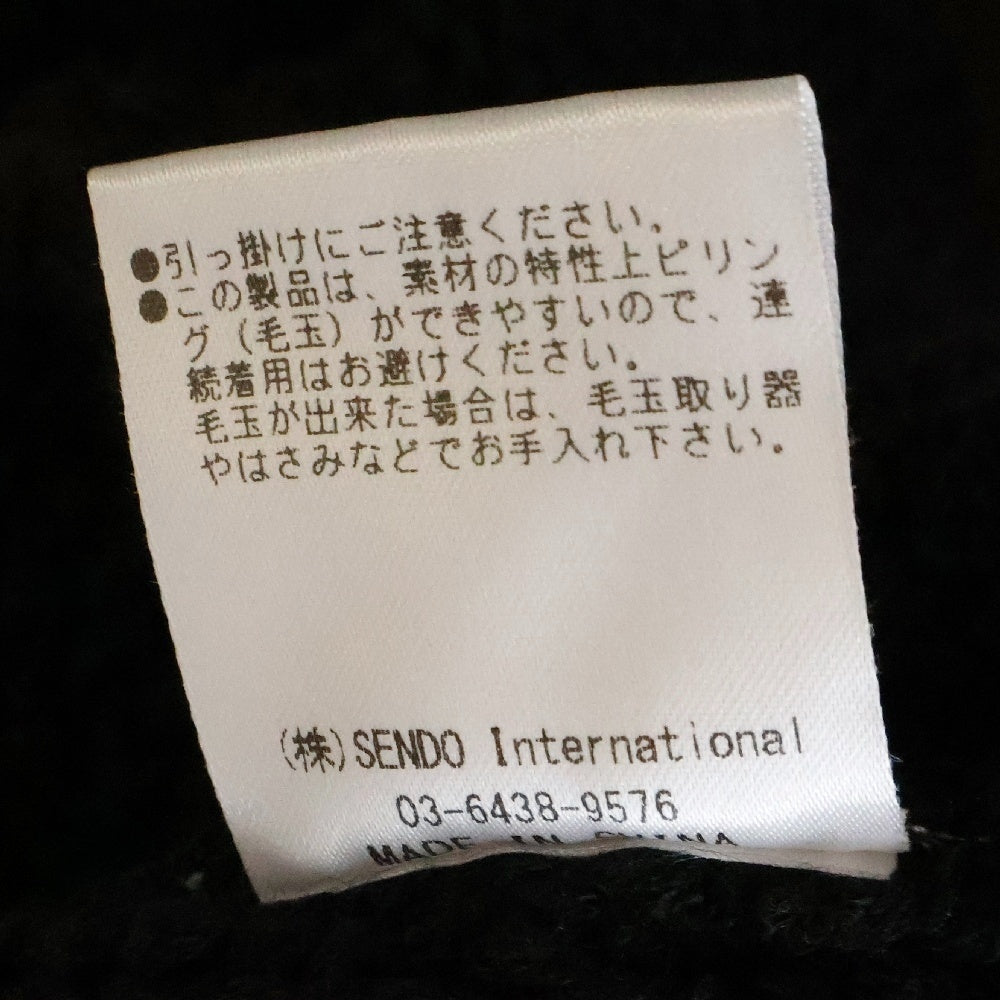 ●引っ掛けにご注意ください。
●この製品は、素材の特性上ピリン
グ（毛玉）ができやすいので、連
続着用はお避けください。
毛玉が出来た場合は、毛玉取り器
やはさみなどでお手入れ下さい。
(株)SENDO International
03-6438-9576
MADE IN CHINA